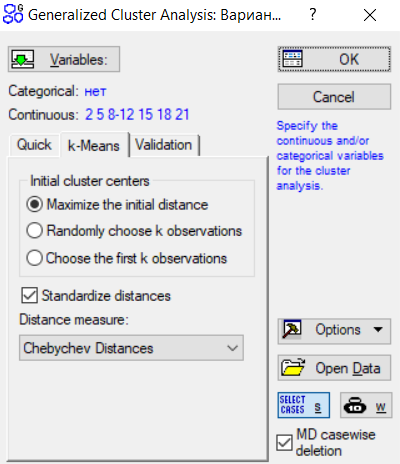 Generalized Cluster Analysis: Вариан... ?
Variables:
OK
Categorical: нет
Continuous: 2 5 8-12 15 18 21
Cancel
Specify the
continuous and/or
categorical variables
for the cluster
analysis.
Quick k-Means Validation
Initial cluster centers
Maximize the initial distance
Randomly choose k observations
Choose the first k observations
Standardize distances
Distance measure:
Chebychev Distances
Options
Open Data
SELECT
CASES S
W
MD casewise
deletion